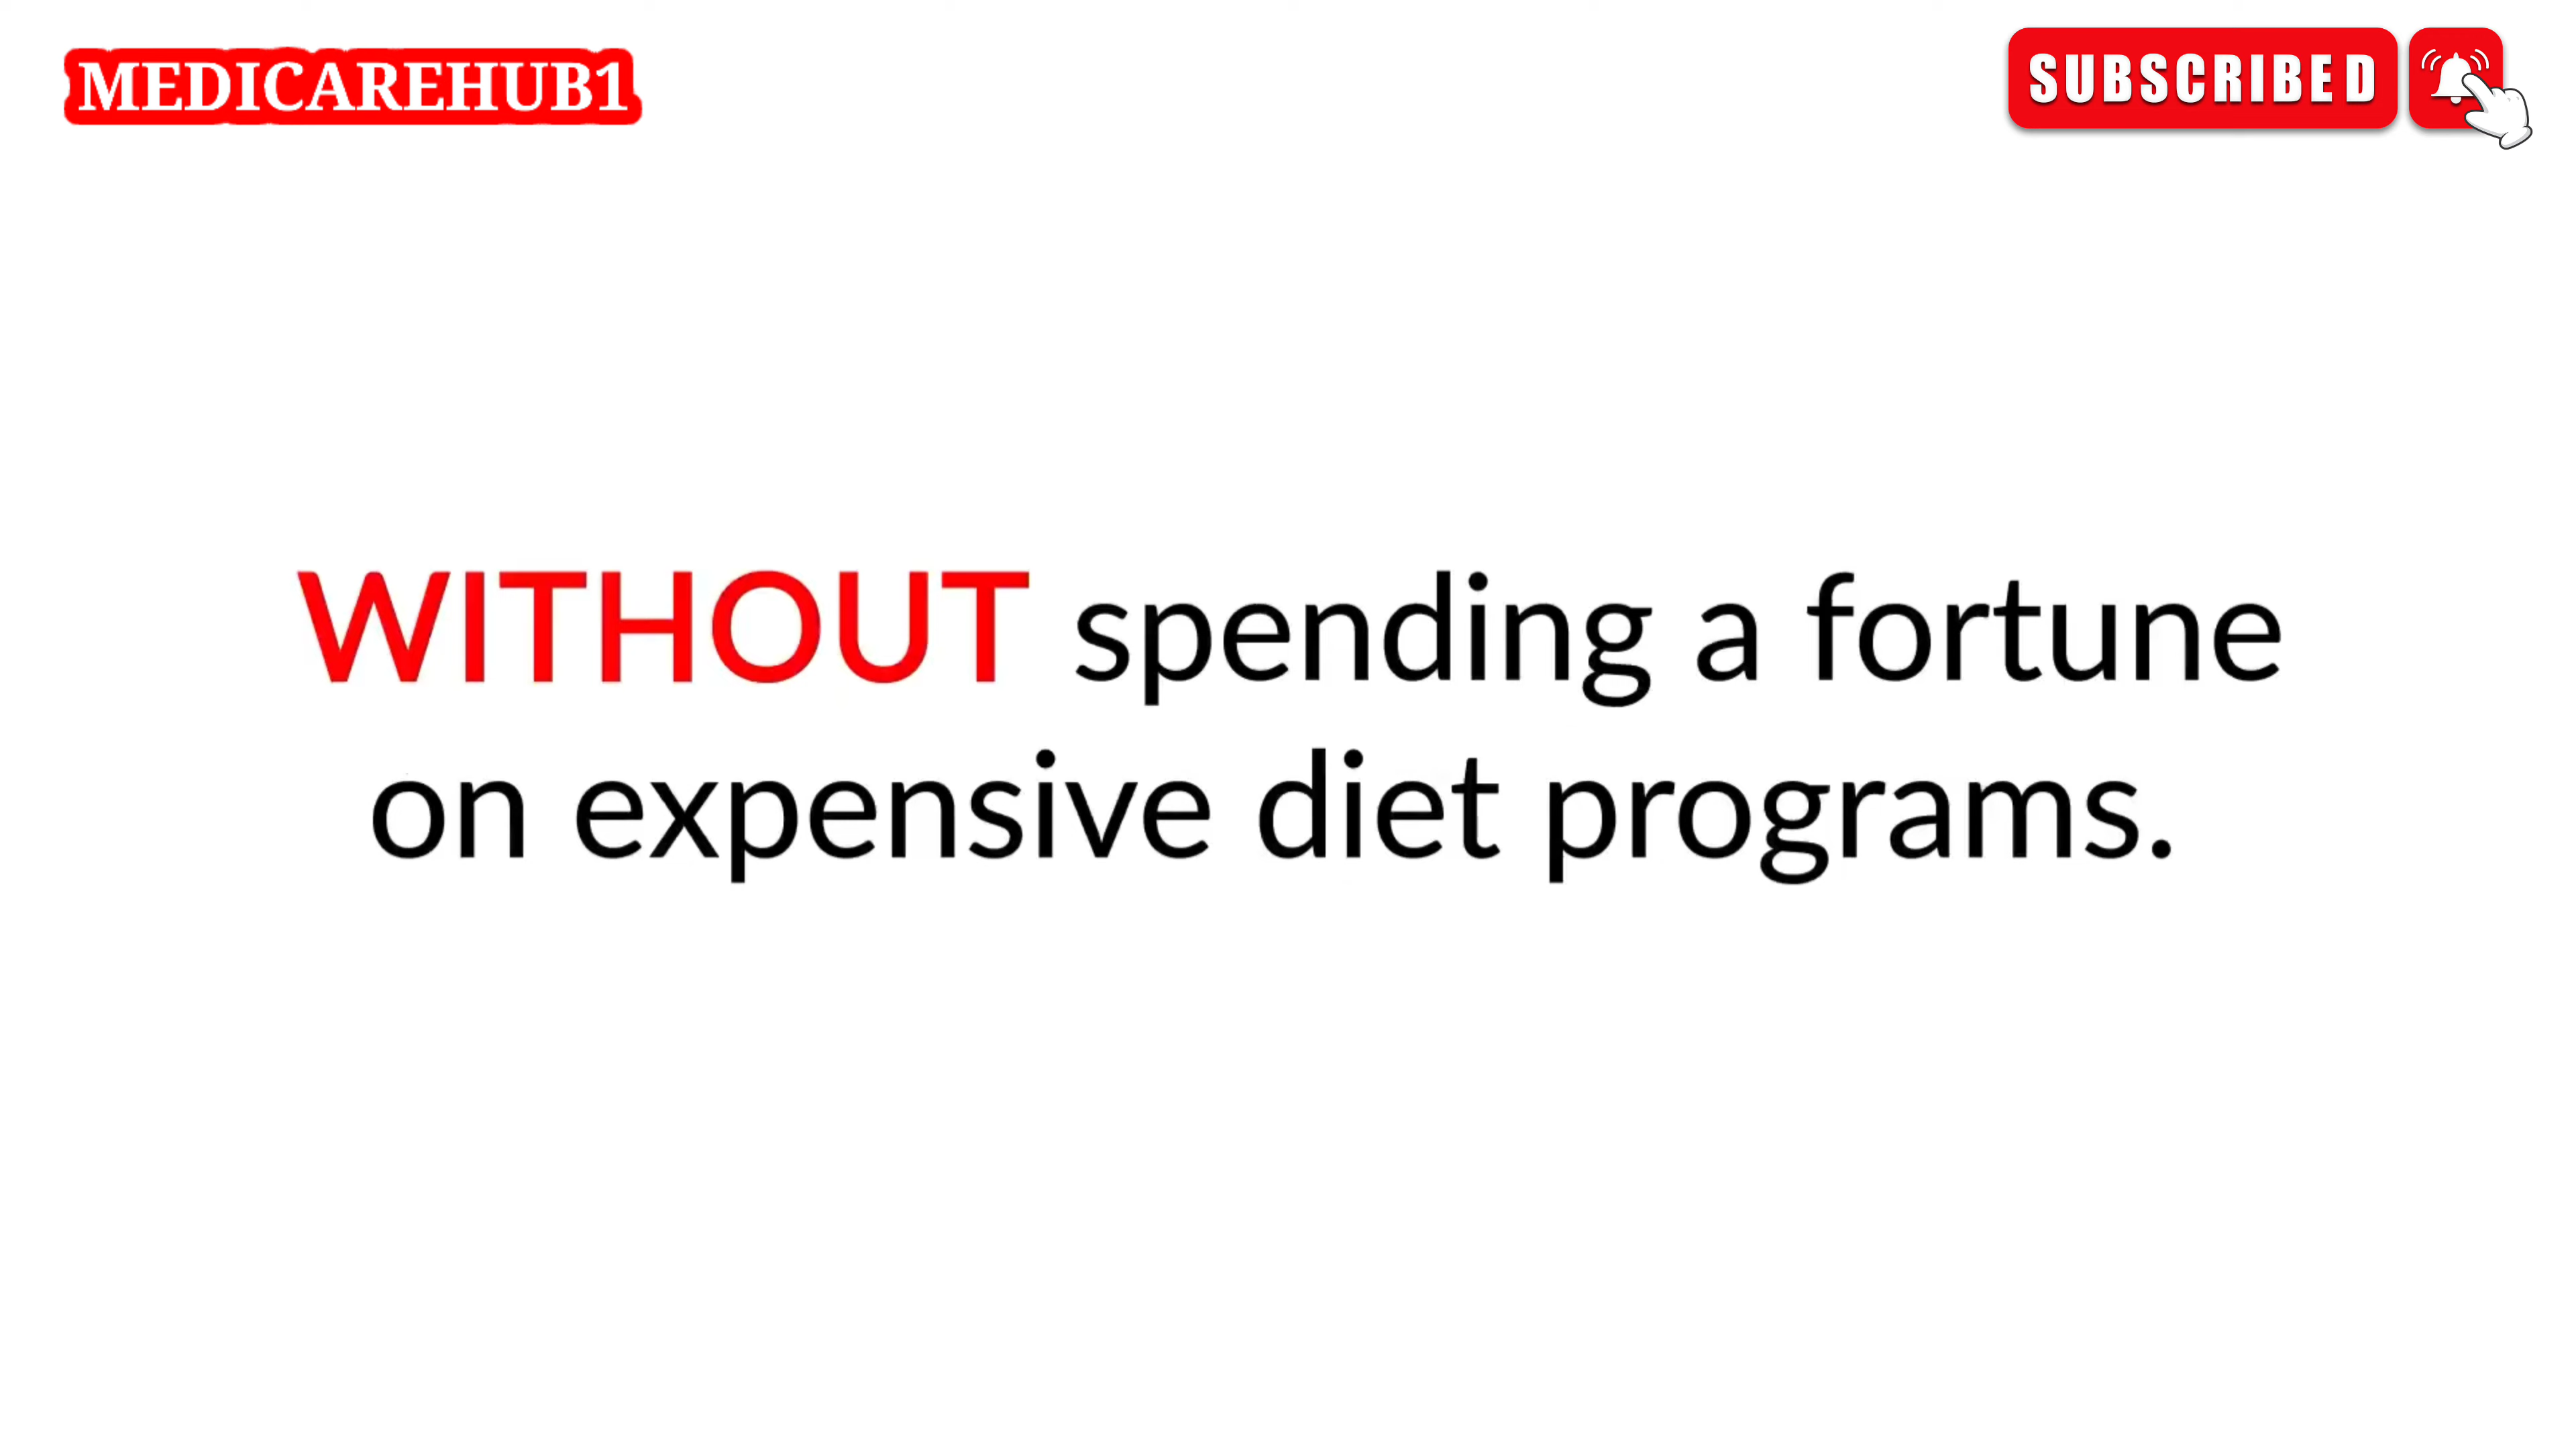 MEDICAREHUB1
SUBSCRIBED
WITHOUT spending a fortune
on expensive diet programs.